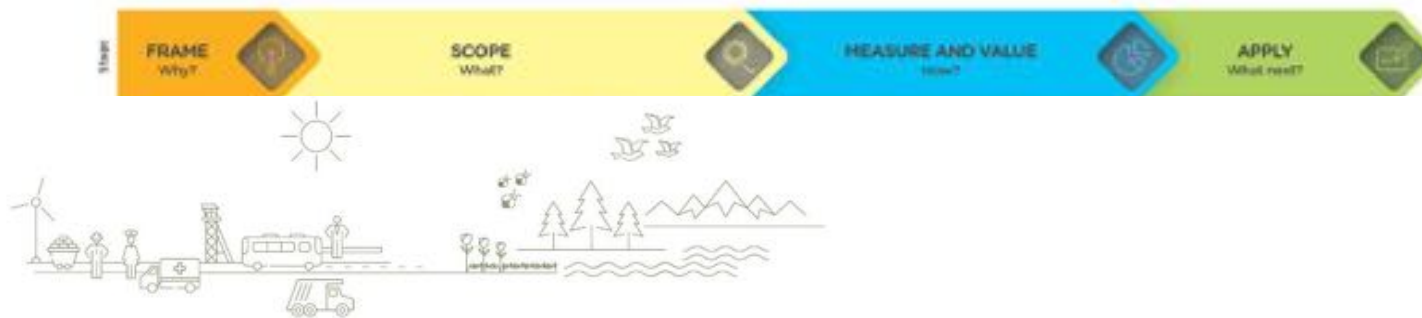 Stage
FRAME
Why?
SCOPE
What?
MEASURE AND VALUE
How?
APPLY
What next?